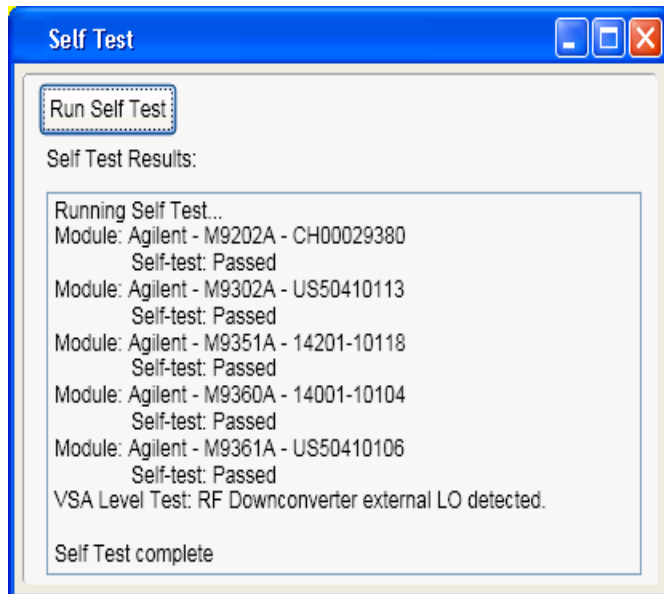 Self Test
Run Self Test
Self Test Results:
Running Self Test...
Module: Agilent - M9202A - CH00029380
Self-test: Passed
Module: Agilent - M9302A - US50410113
Self-test: Passed
Module: Agilent - M9351A - 14201-10118
Self-test: Passed
Module: Agilent - M9360A - 14001-10104
Self-test: Passed
Module: Agilent - M9361A - US50410106
Self-test: Passed
VSA Level Test: RF Downconverter external LO detected.
Self Test complete